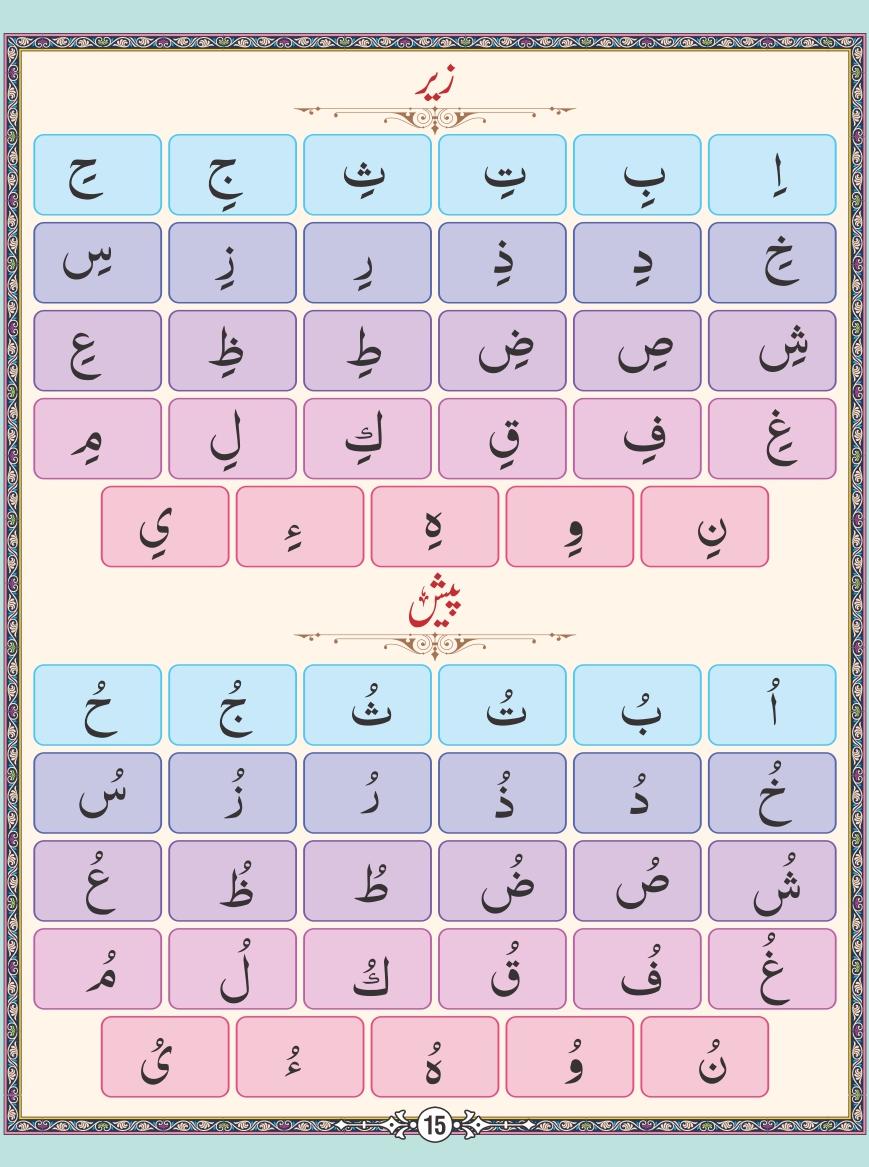 زیر
اِ بِ تِ ثِ جِ حِ
خِ دِ ذِ رِ زِ سِ
شِ صِ ضِ طِ ظِ عِ
غِ فِ قِ كِ لِ مِ
نِ وِ هِ ءِ یِ
پیش
اُ بُ تُ ثُ جُ حُ
خُ دُ ذُ رُ زُ سُ
شُ صُ ضُ طُ ظُ عُ
غُ فُ قُ كُ لُ مُ
نُ وُ هُ ءُ یُ
15